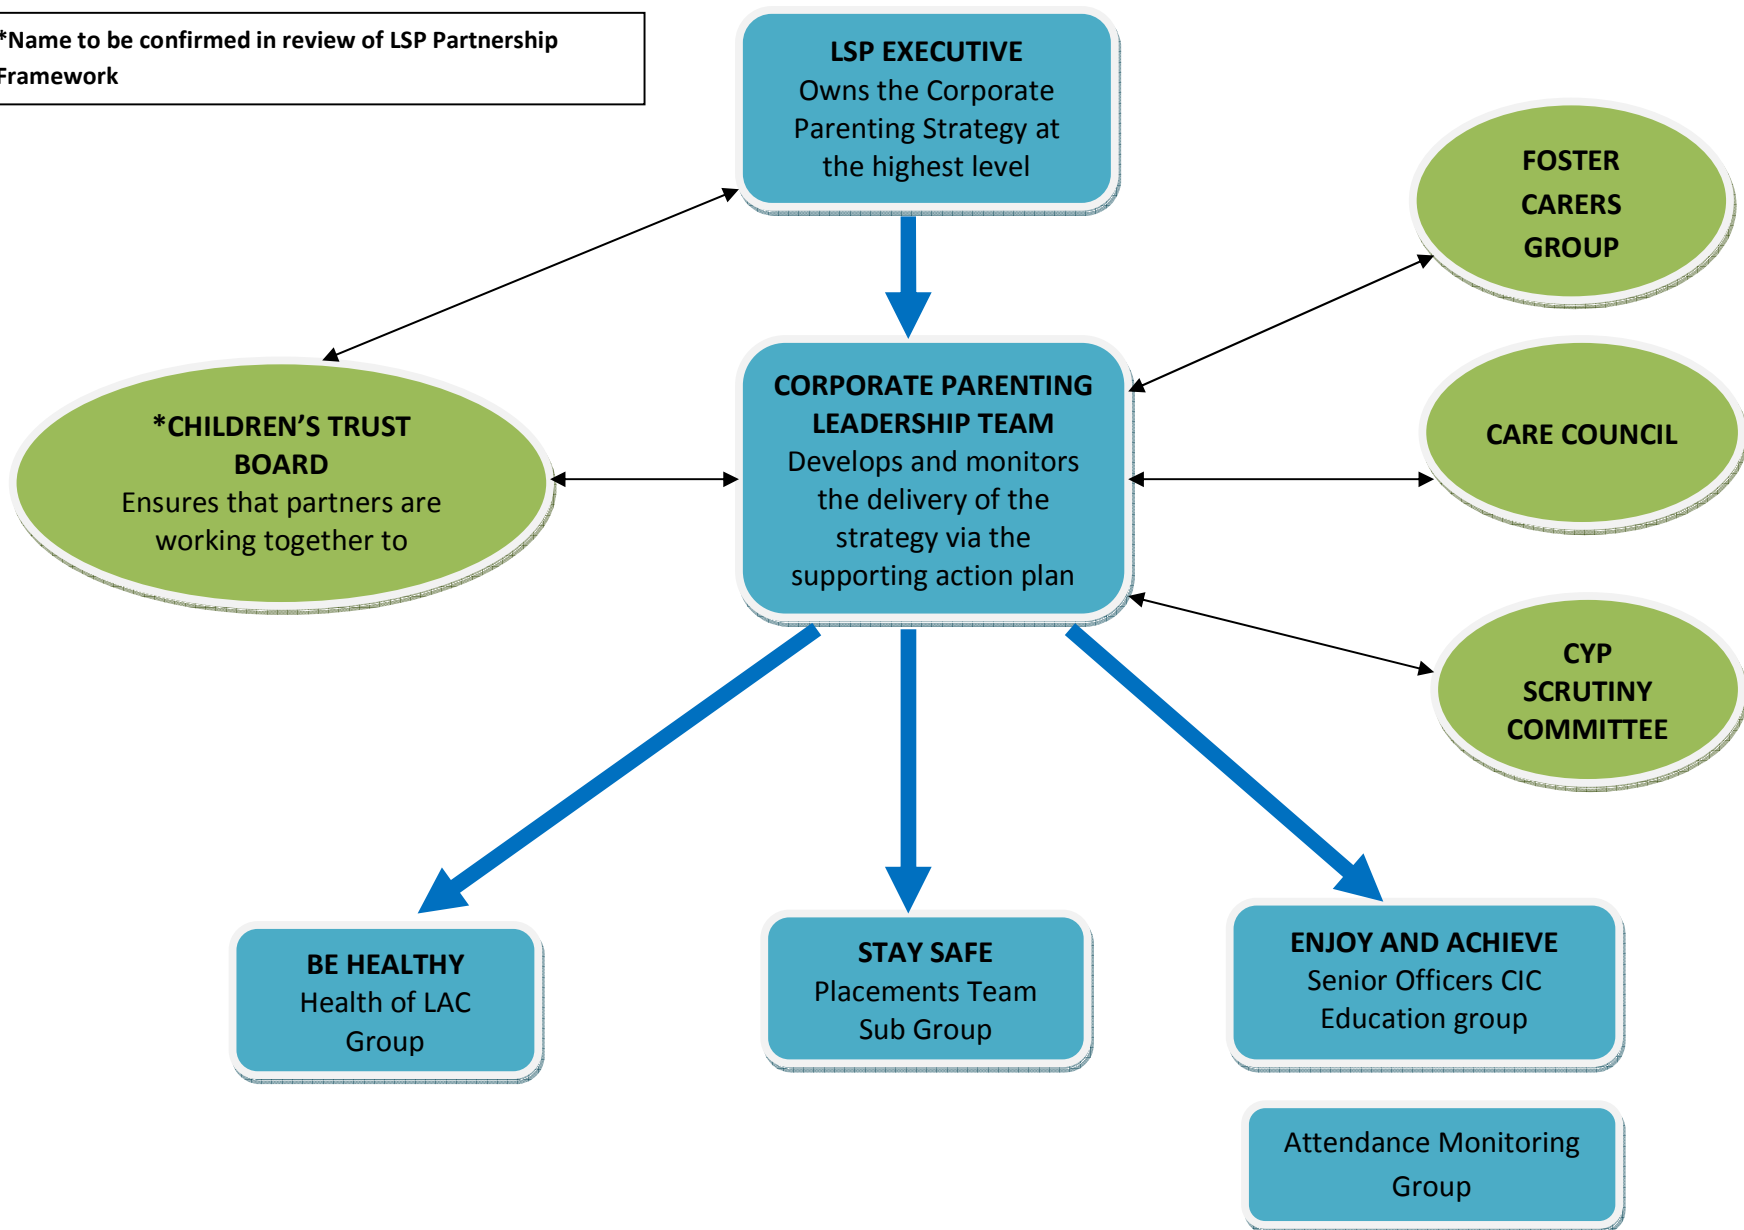 *Name to be confirmed in review of LSP Partnership
Framework
LSP EXECUTIVE
Owns the Corporate
Parenting Strategy at
the highest level
FOSTER
CARERS
GROUP
*CHILDREN’S TRUST
BOARD
Ensures that partners are
working together to
CORPORATE PARENTING
LEADERSHIP TEAM
Develops and monitors
the delivery of the
strategy via the
supporting action plan
CARE COUNCIL
CYP
SCRUTINY
COMMITTEE
BE HEALTHY
Health of LAC
Group
STAY SAFE
Placements Team
Sub Group
ENJOY AND ACHIEVE
Senior Officers CIC
Education group
Attendance Monitoring
Group